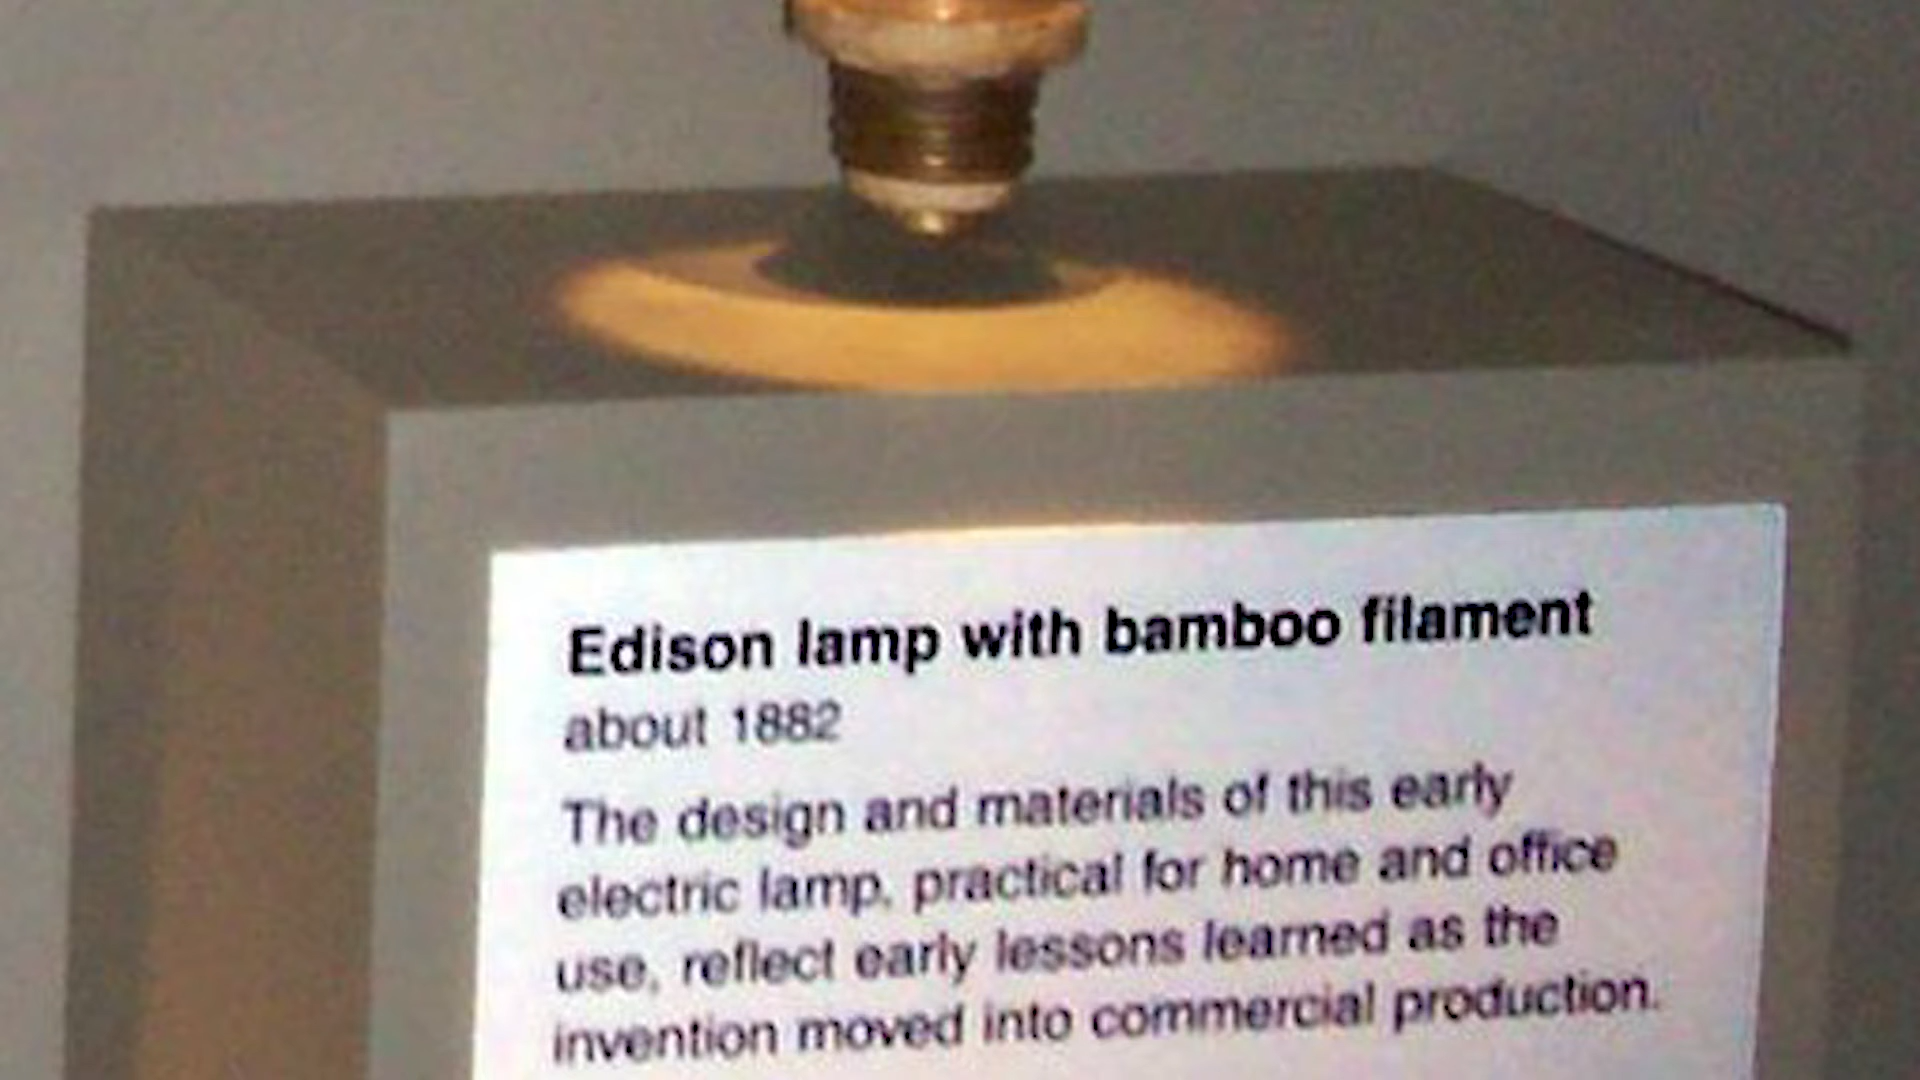 Edison lamp with bamboo filament
about 1882
The design and materials of this early
electric lamp, practical for home and office
use, reflect early lessons learned as the
invention moved into commercial production.